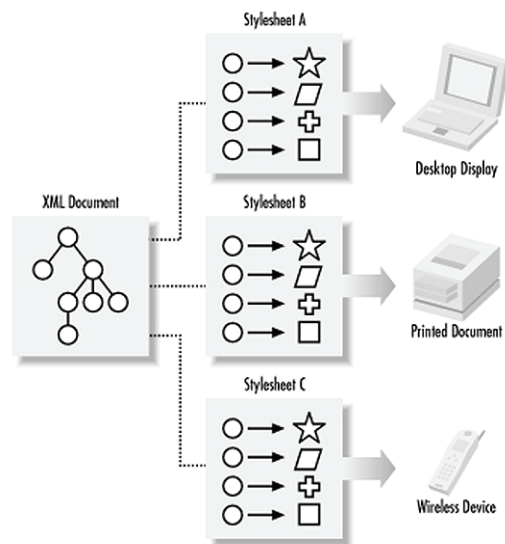 Stylesheet A
Desktop Display
XML Document
Stylesheet B
Printed Document
Stylesheet C
Wireless Device